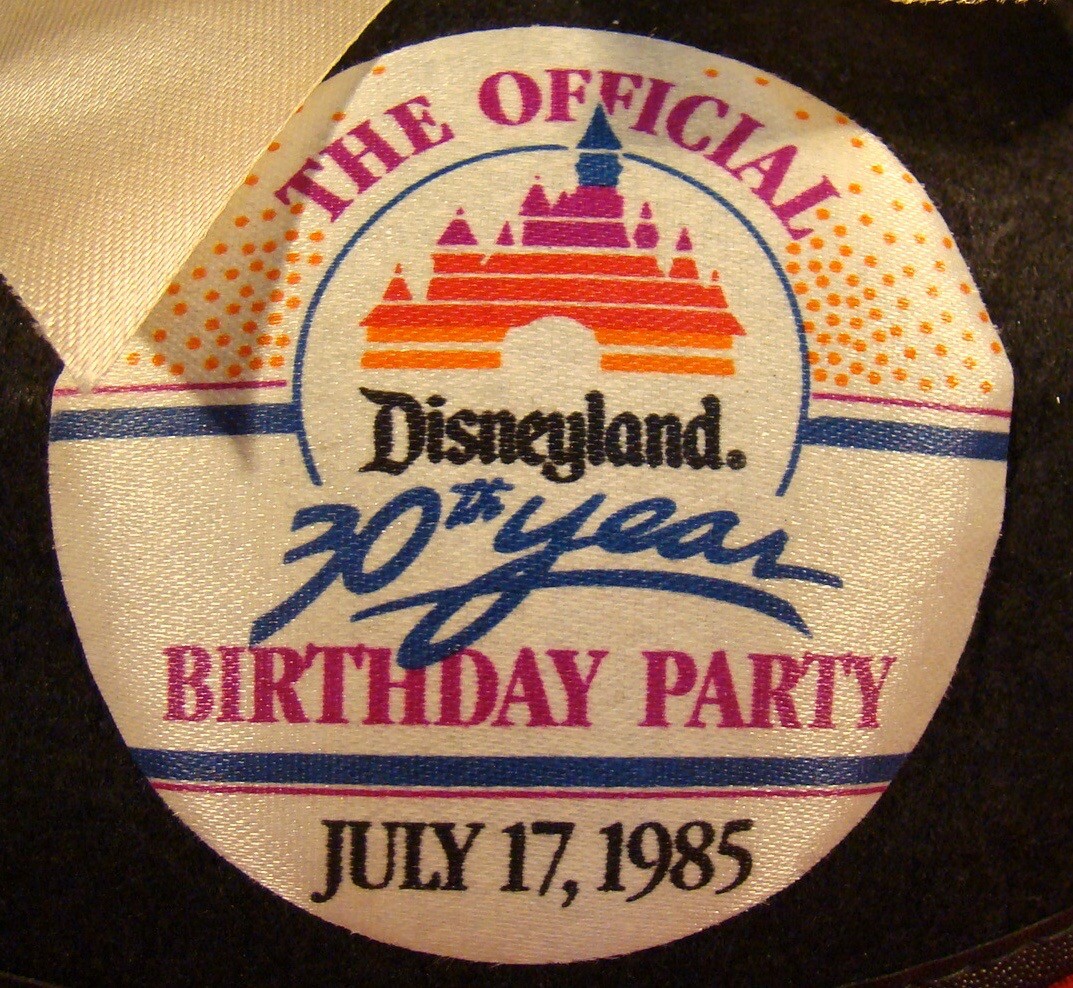 THE OFFICIAL
Disneyland.
30th year
BIRTHDAY PARTY
JULY 17, 1985